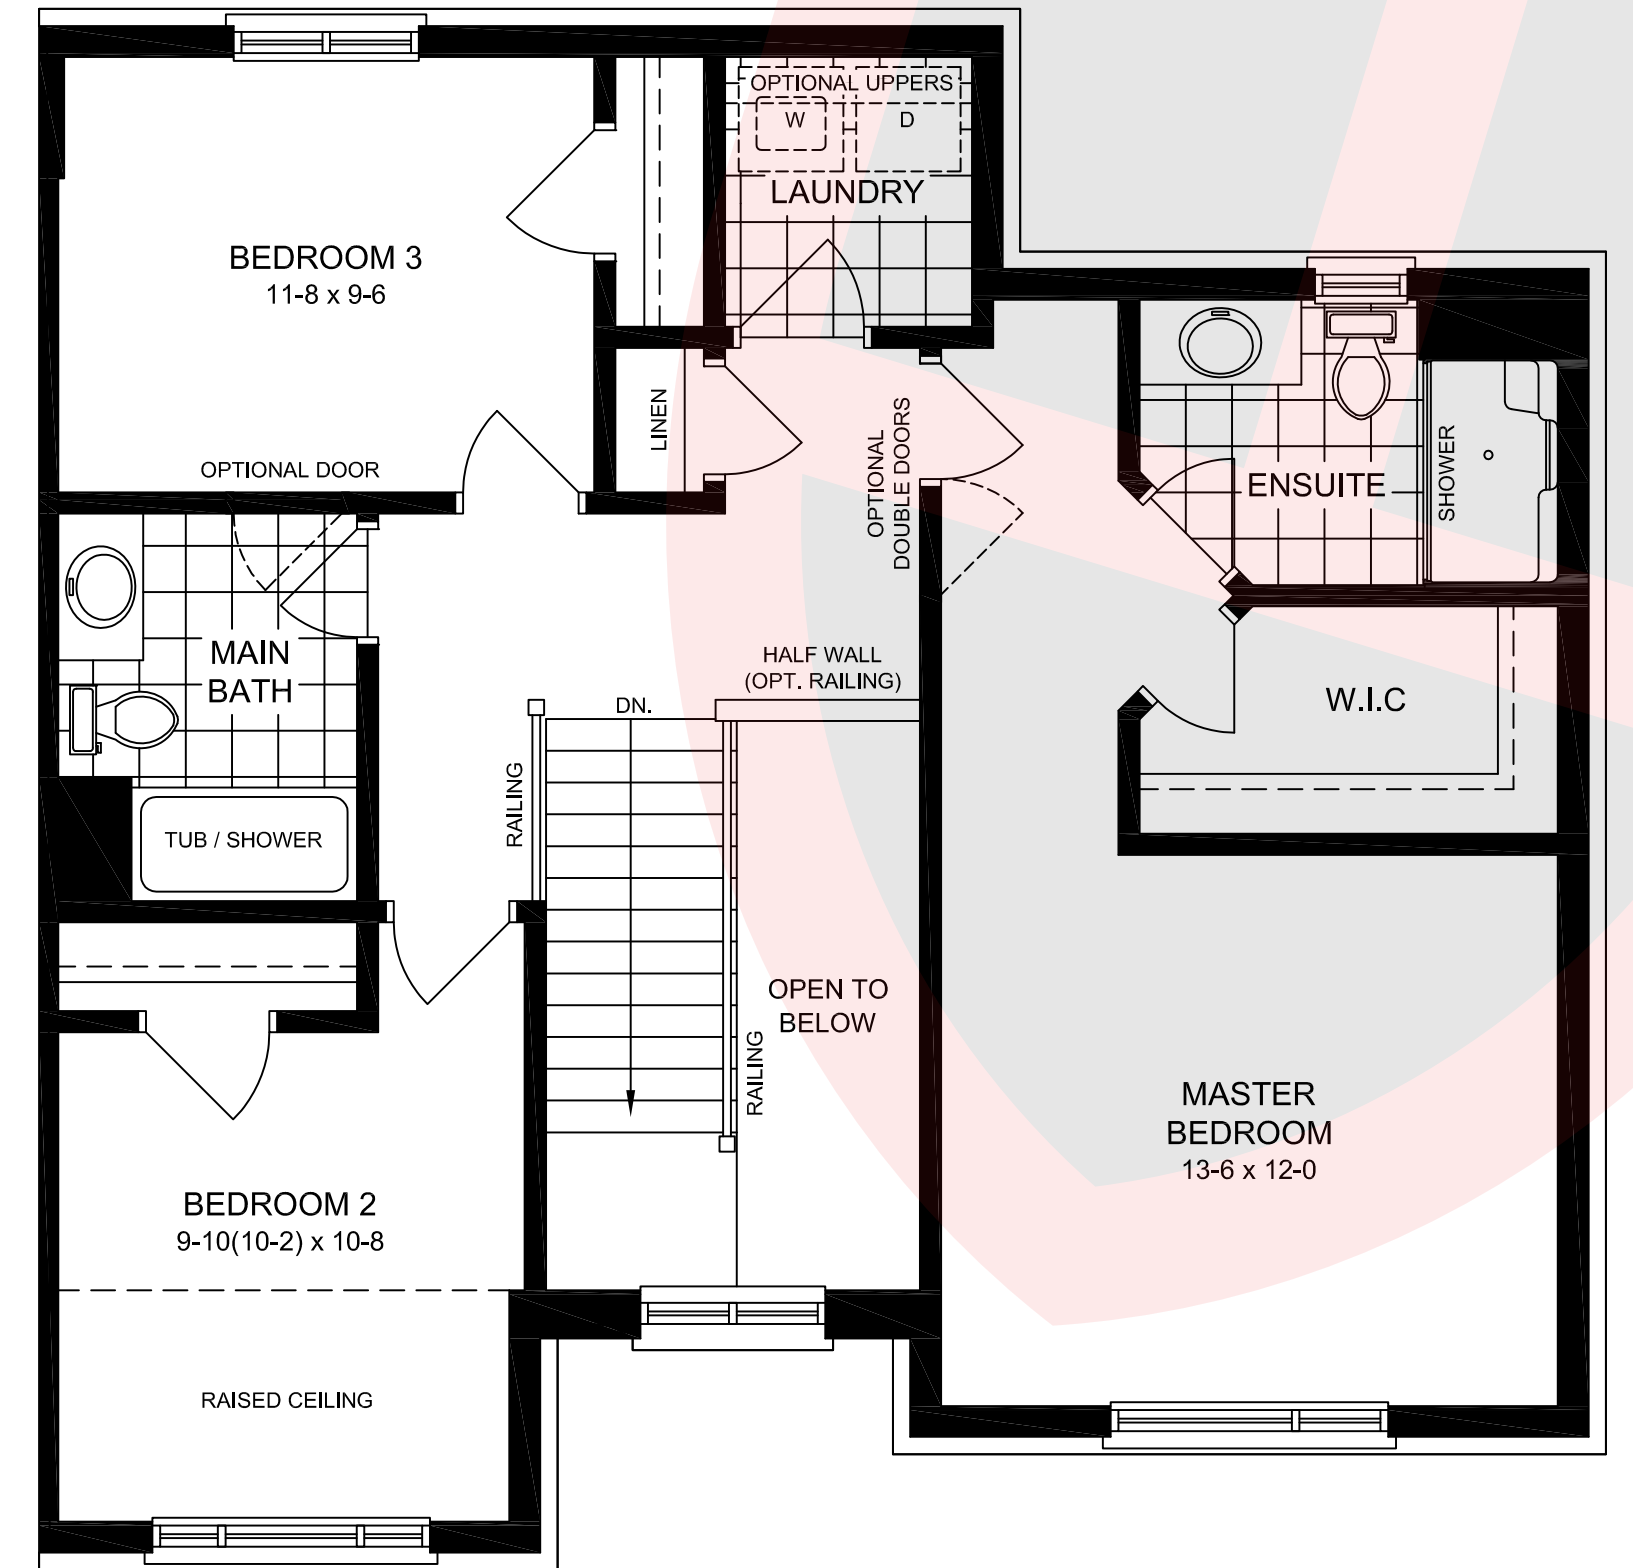 OPTIONAL UPPERS
W
D
LAUNDRY
BEDROOM 3
11-8 x 9-6
OPTIONAL DOOR
LINEN
OPTIONAL
DOUBLE DOORS
ENSUITE
SHOWER
MAIN
BATH
TUB / SHOWER
HALF WALL
(OPT. RAILING)
DN.
RAILING
W.I.C
OPEN TO
BELOW
RAILING
MASTER
BEDROOM
13-6 x 12-0
BEDROOM 2
9-10(10-2) x 10-8
RAISED CEILING